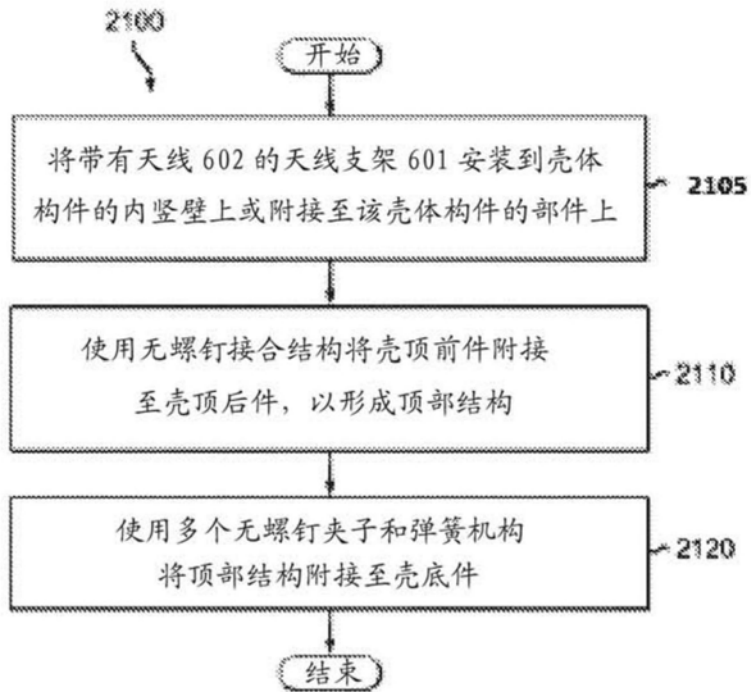 2100
开始
将带有天线 602 的天线支架 601 安装到壳体
构件的内竖壁上或附接至该壳体构件的部件上
2105
使用无螺钉接合结构将壳顶前件附接
至壳顶后件，以形成顶部结构
2110
使用多个无螺钉夹子和弹簧机构
将顶部结构附接至壳底件
2120
结束